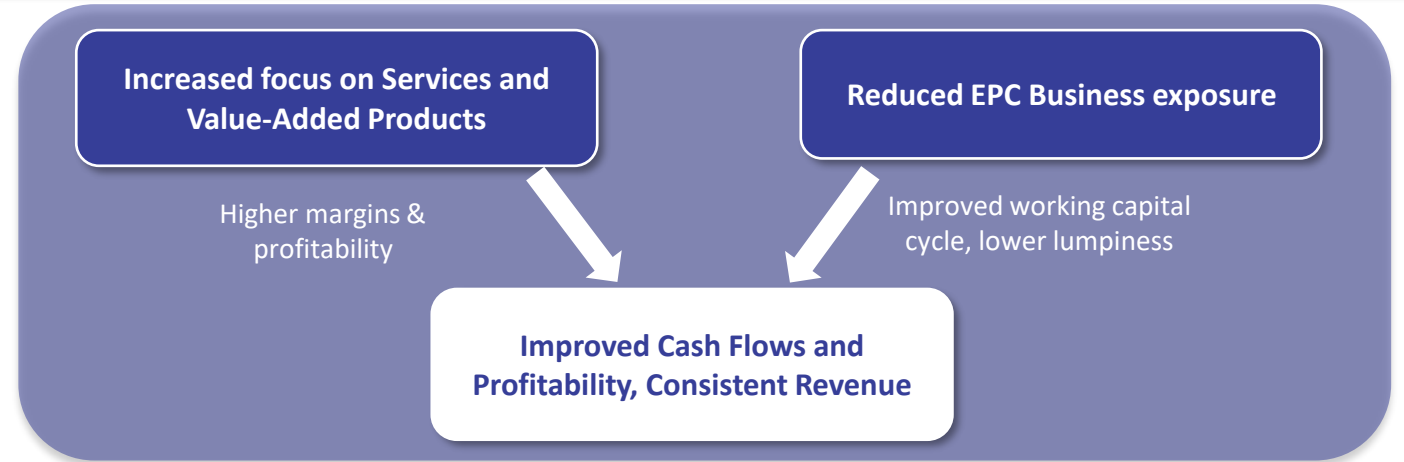 Increased focus on Services and
Value-Added Products
Reduced EPC Business exposure
Higher margins &
profitability
Improved working capital
cycle, lower lumpiness
Improved Cash Flows and
Profitability, Consistent Revenue